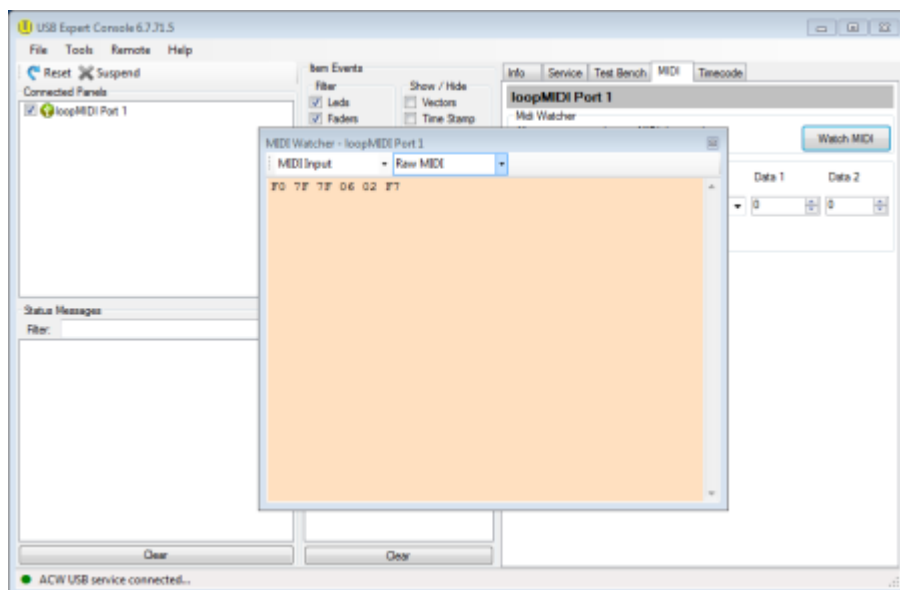 USB Expert Console 6.7.71.5
File Tools Remote Help
Reset Suspend
Connected Panels
loopMIDI Port 1
Item Events
Filter
Show / Hide
Leds
Vectors
Faders
Time Stamp
Info Service Test Bench MIDI Timecode
loopMIDI Port 1
Midi Watcher
Watch MIDI
Data 1 Data 2
0 0
MIDI Watcher - loopMIDI Port 1
MIDI Input Raw MIDI
F0 7F 7F 06 02 F7
Status Messages
Filter:
Clear
Clear
ACW USB service connected...